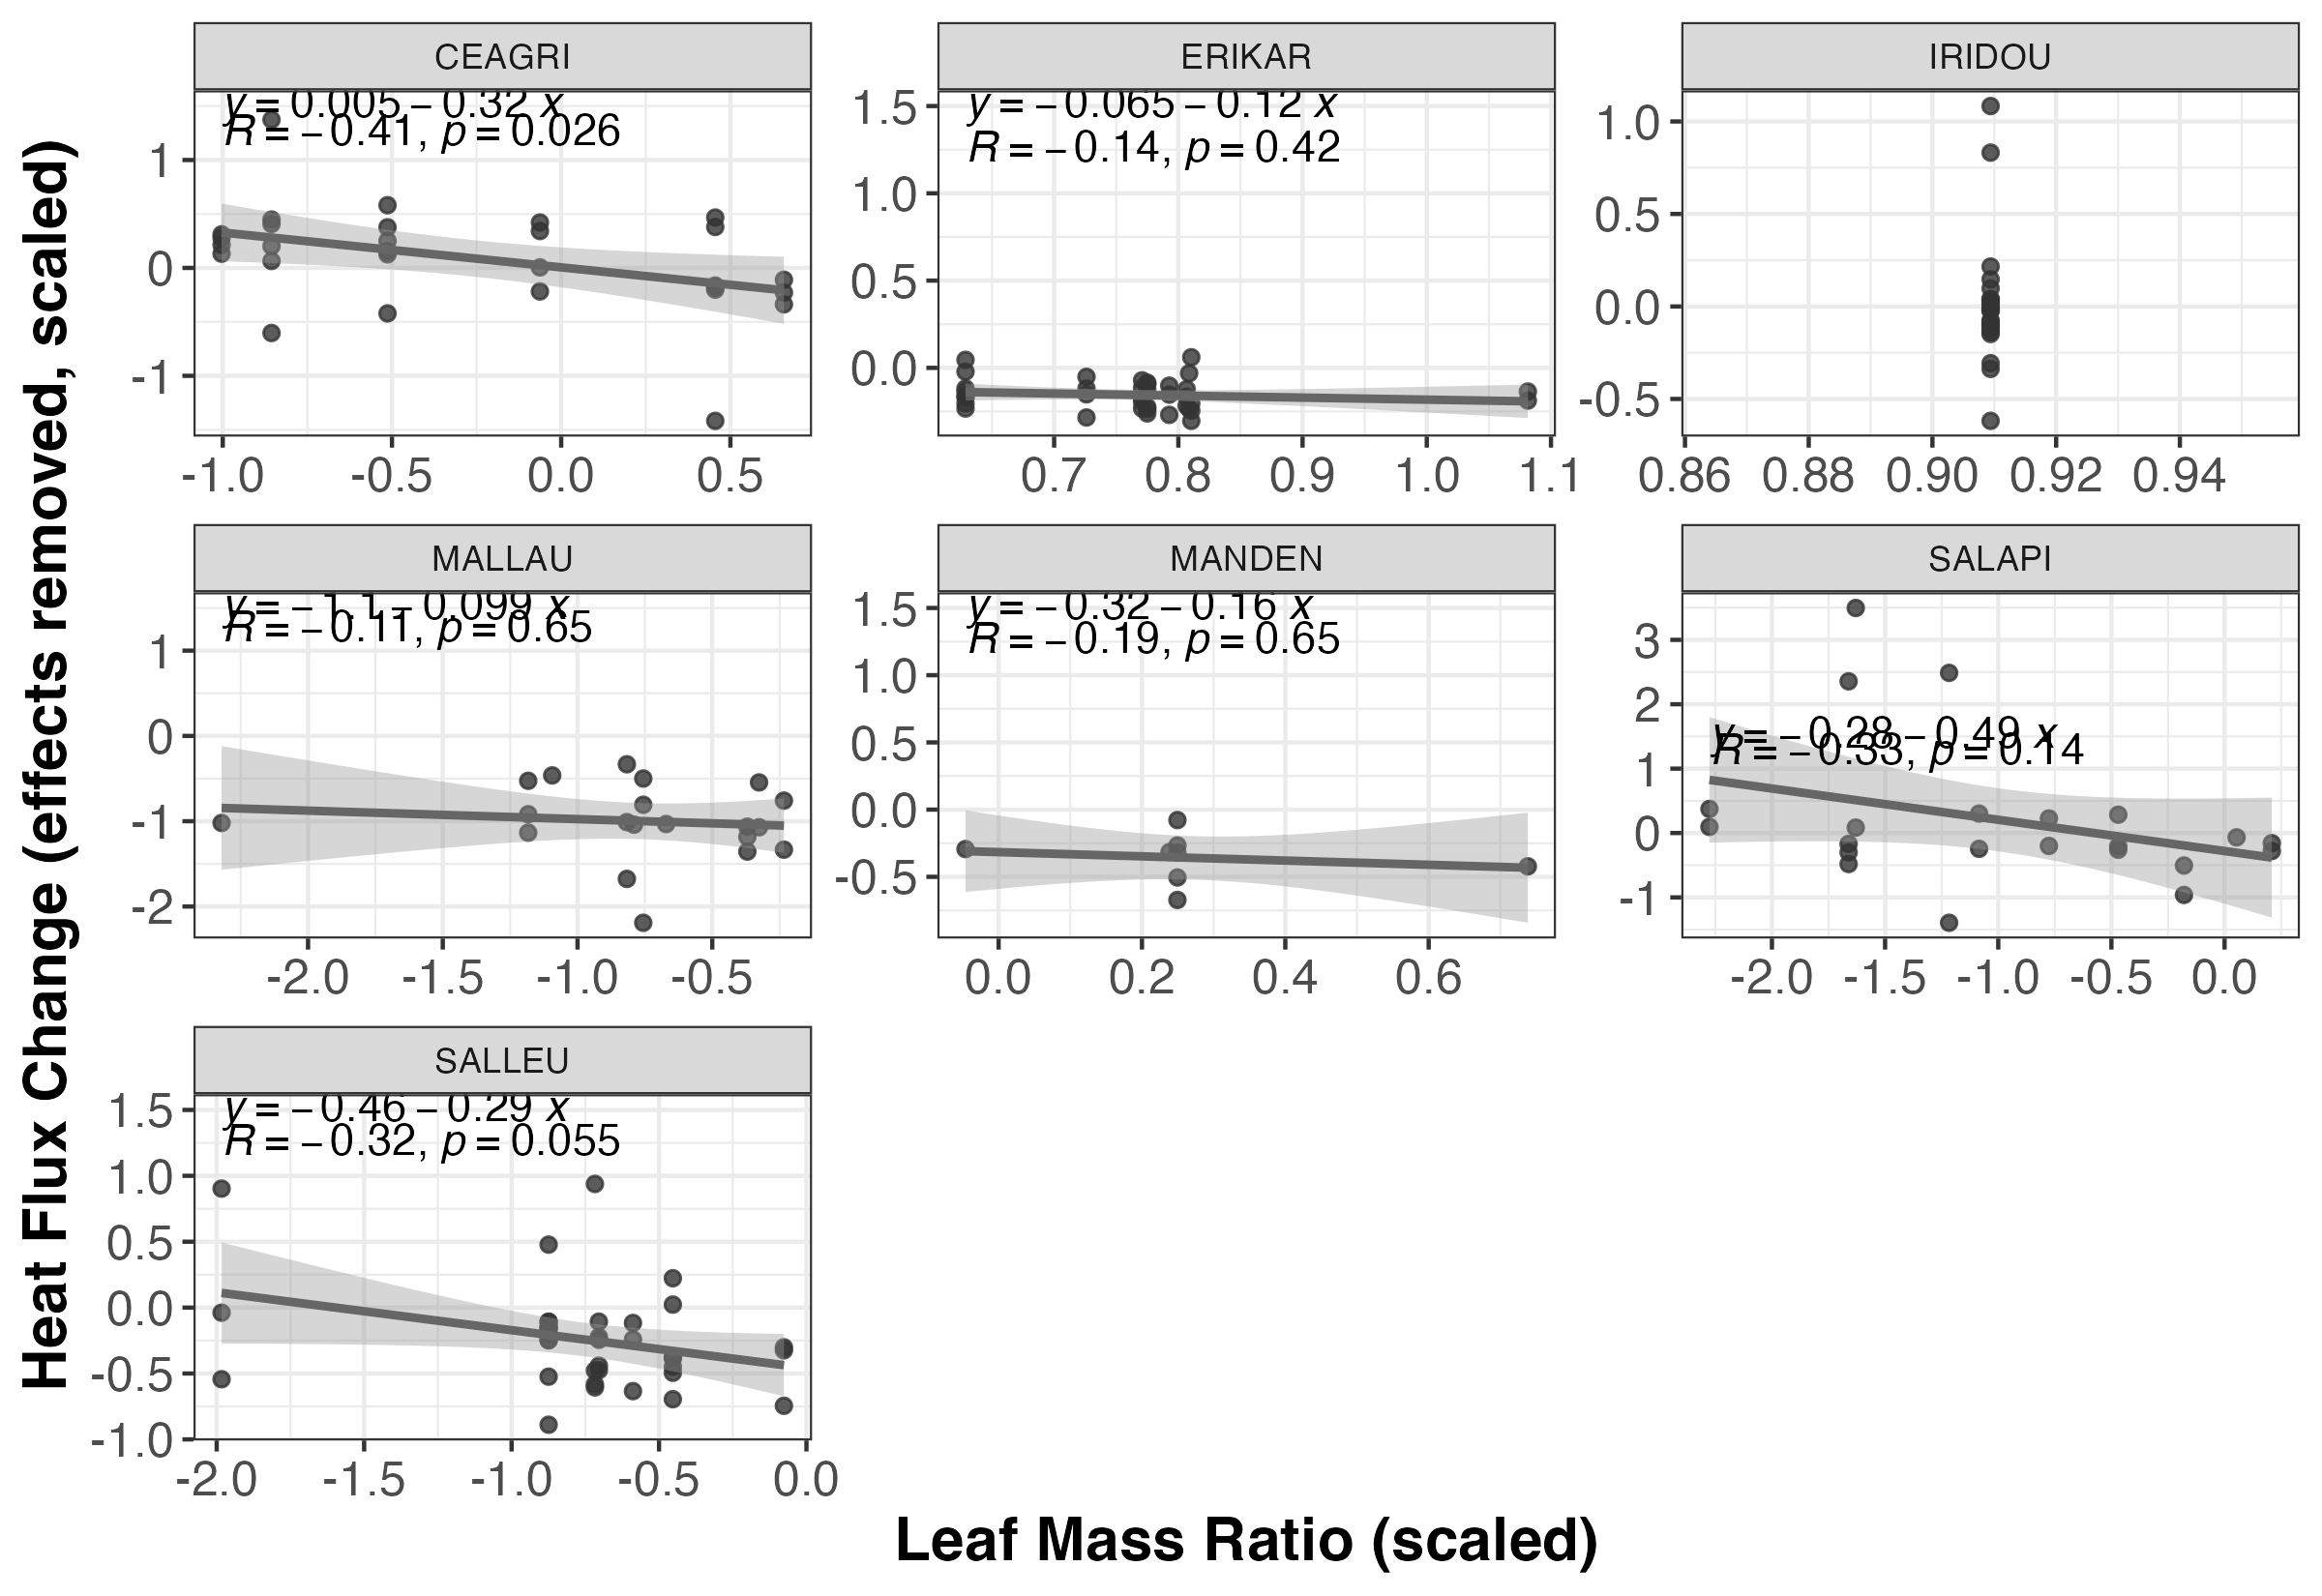 Heat Flux Change (effects removed, scaled)
CEAGRI
y = 0.005 − 0.32 x
R = −0.41, p = 0.026
1
0
-1
-1.0 -0.5 0.0 0.5
ERIKAR
y = −0.065 − 0.12 x
R = −0.14, p = 0.42
1.5
1.0
0.5
0.0
0.7 0.8 0.9 1.0 1.1
IRIDOU
1.0
0.5
0.0
-0.5
0.86 0.88 0.90 0.92 0.94
MALLAU
y = −1.1 − 0.099 x
R = −0.11, p = 0.65
1
0
-1
-2
-2.0 -1.5 -1.0 -0.5
MANDEN
y = −0.32 − 0.16 x
R = −0.19, p = 0.65
1.5
1.0
0.5
0.0
-0.5
0.0 0.2 0.4 0.6
SALAPI
y = −0.28 − 0.49 x
R = −0.33, p = 0.14
3
2
1
0
-1
-2.0 -1.5 -1.0 -0.5 0.0
SALLEU
y = −0.46 − 0.29 x
R = −0.32, p = 0.055
1.5
1.0
0.5
0.0
-0.5
-1.0
-2.0 -1.5 -1.0 -0.5 0.0
Leaf Mass Ratio (scaled)